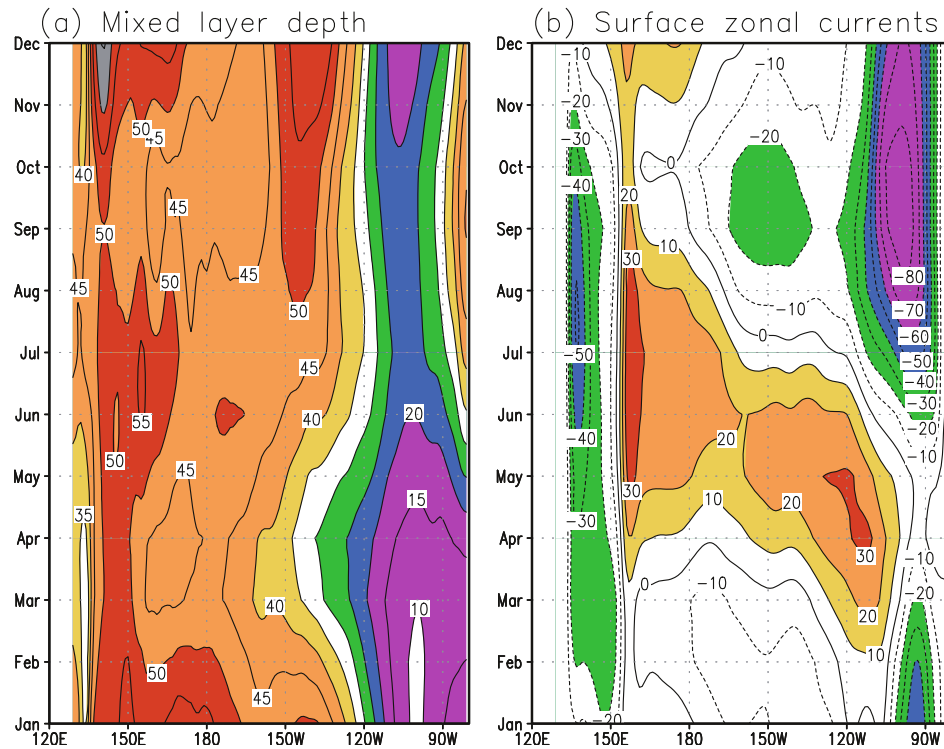 (a) Mixed layer depth
(b) Surface zonal currents
Dec
Nov
Oct
Sep
Aug
Jul
Jun
May
Apr
Mar
Feb
Jan
120E 150E 180 150W 120W 90W
50
45
40
45
50
45
45
50
50
45
40
20
55
50
45
15
35
40
10
50
45
Dec
Nov
Oct
Sep
Aug
Jul
Jun
May
Apr
Mar
Feb
Jan
120E 150E 180 150W 120W 90W
-10
-10
-20
-20
-30
0
-40
20
10
30
-80
-10
-70
0
-60
-50
-50
-40
-30
-20
-40
20
-10
30
10
20
-30
30
-10
0
-10
-20
20
10
-20